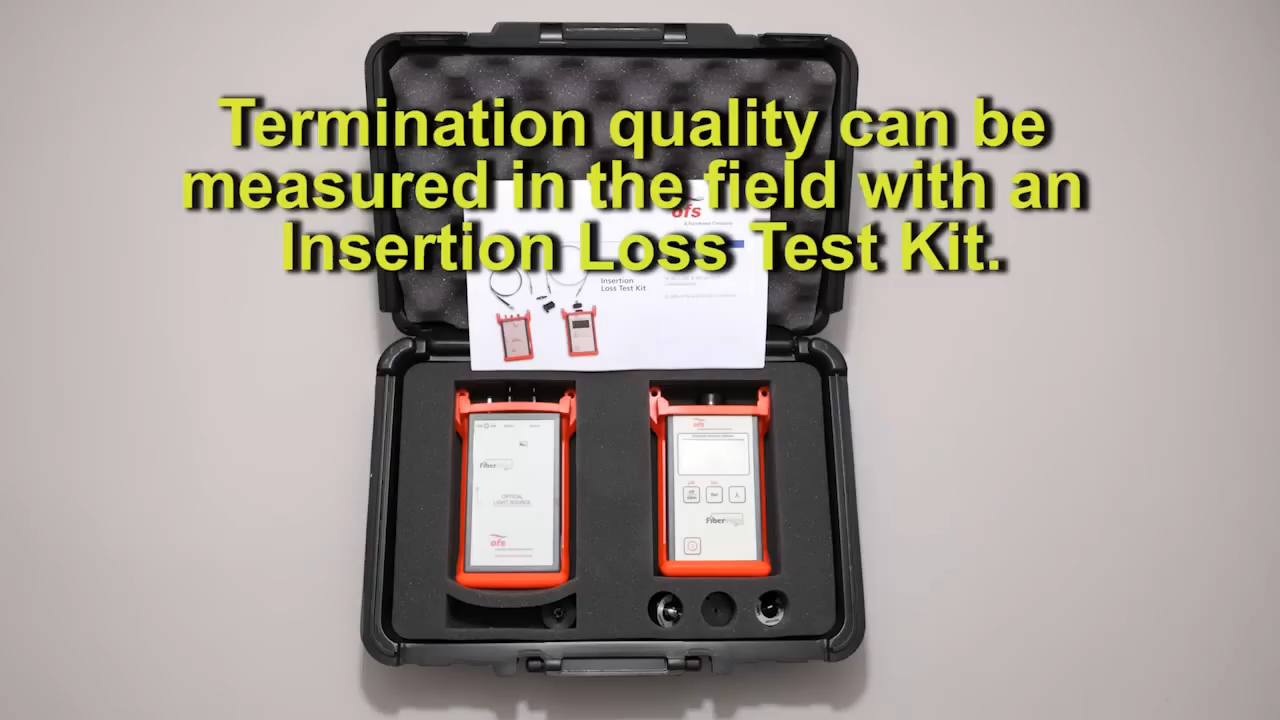 Termination quality can be
measured in the field with an
Insertion Loss Test Kit.
ofs
Insertion
Loss Test Kit
Fiber
OPTICAL
LIGHT SOURCE
ofs
ofs
µW
Fiber